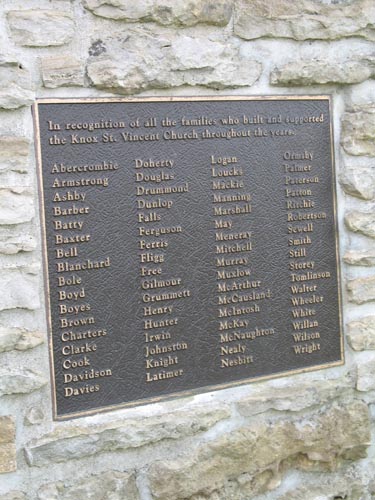 In recognition of all the families who built and supported
the Knox St. Vincent Church throughout the years.
Abercrombie
Armstrong
Ashby
Barber
Batty
Baxter
Bell
Blanchard
Bole
Boyd
Boyes
Brown
Charters
Clarke
Cook
Davidson
Davies
Doherty
Douglas
Drummond
Dunlop
Falls
Ferguson
Ferris
Fligg
Free
Gilmour
Grummett
Henry
Hunter
Irwin
Johnston
Knight
Latimer
Logan
Loucks
Mackie
Manning
Marshall
May
Meneray
Mitchell
Murray
Muxlow
McArthur
McCausland
McIntosh
McKay
McNaughton
Nealy
Nesbitt
Ormsby
Palmer
Paterson
Patton
Ritchie
Robertson
Sewell
Smith
Still
Storey
Tomlinson
Walter
Wheeler
White
Willan
Wilson
Wright